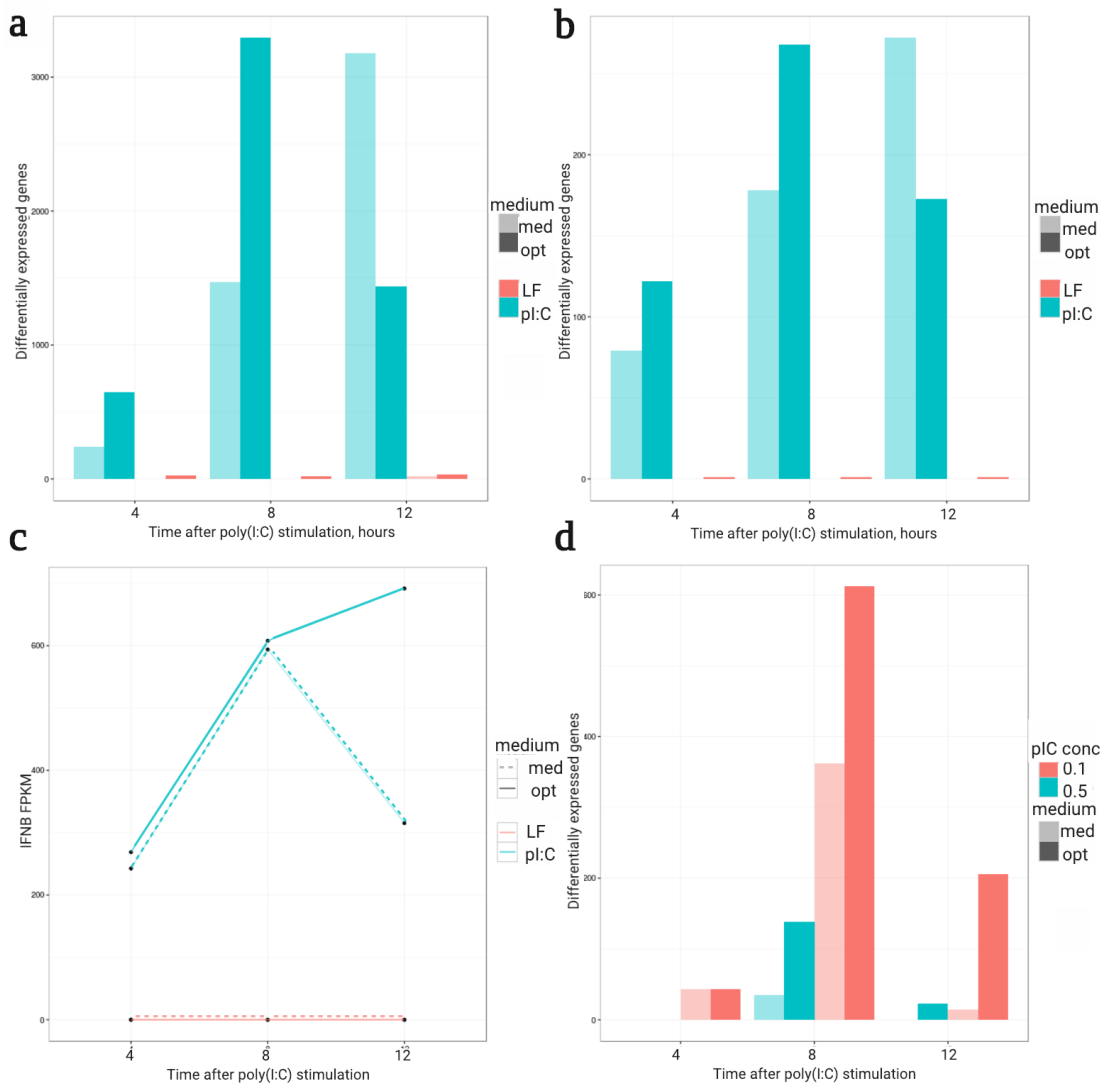 a
Differentially expressed genes
3000
2000
1000
0
4
8
12
Time after poly(I:C) stimulation, hours
medium
med
opt
LF
pI:C
b
Differentially expressed genes
200
100
0
4
8
12
Time after poly(I:C) stimulation, hours
medium
med
opt
LF
pI:C
c
IFNB FPKM
600
400
200
0
4
8
12
Time after poly(I:C) stimulation
medium
med
opt
LF
pI:C
d
Differentially expressed genes
600
400
200
0
4
8
12
Time after poly(I:C) stimulation
pIC conc
0.1
0.5
medium
med
opt